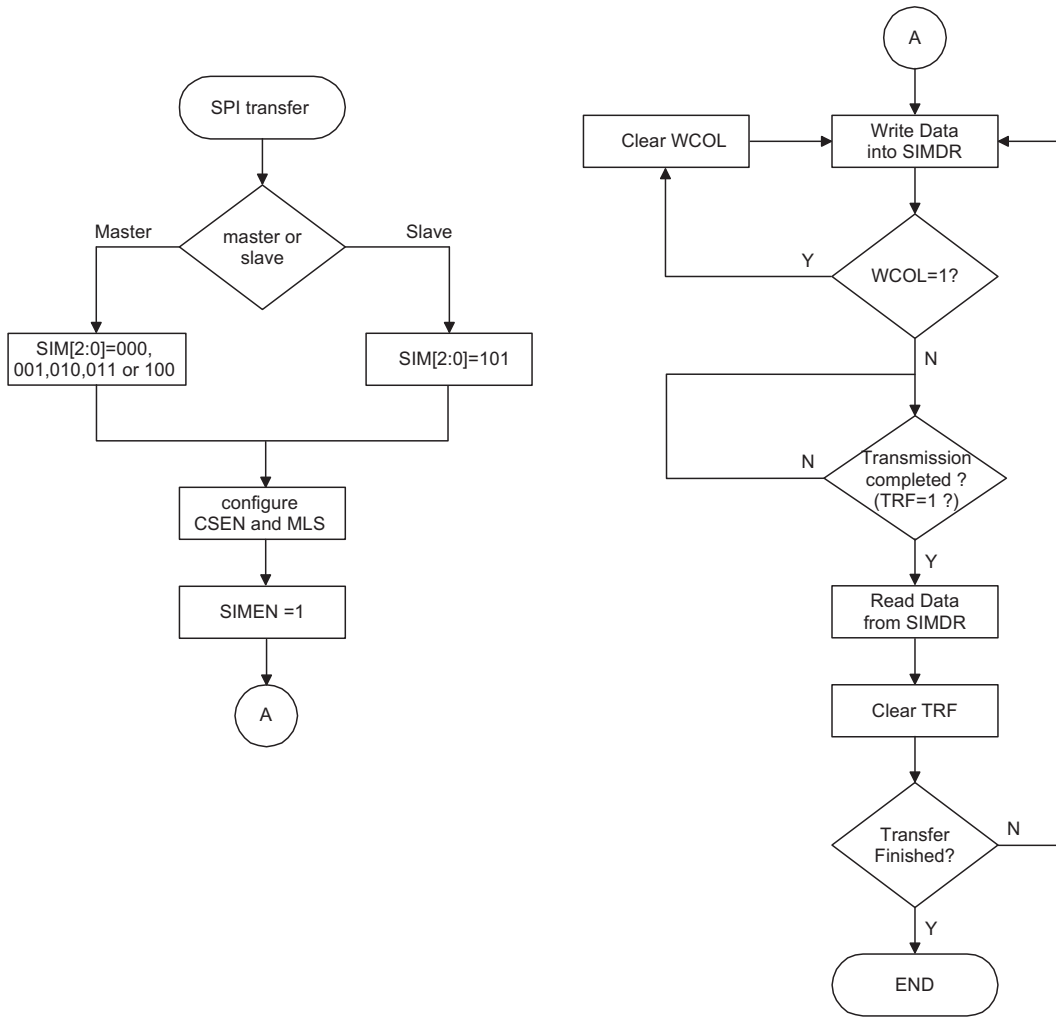 SPI transfer
master or
slave
Master
Slave
SIM[2:0]=000,
001,010,011 or 100
SIM[2:0]=101
configure
CSEN and MLS
SIMEN =1
A
A
Write Data
into SIMDR
Clear WCOL
WCOL=1?
Y
N
Transmission
completed ?
(TRF=1 ?)
N
Y
Read Data
from SIMDR
Clear TRF
Transfer
Finished?
N
Y
END